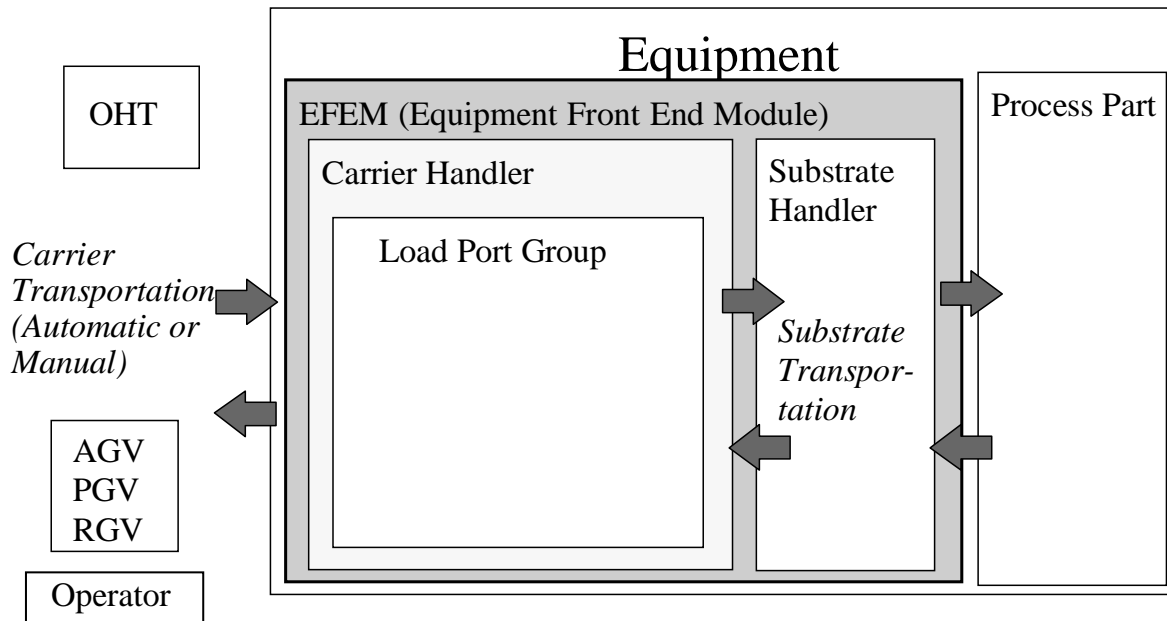 Equipment
OHT
EFEM (Equipment Front End Module)
Process Part
Carrier Handler
Substrate
Handler
Load Port Group
Carrier
Transportation
(Automatic or
Manual)
Substrate
Transpor-
tation
AGV
PGV
RGV
Operator